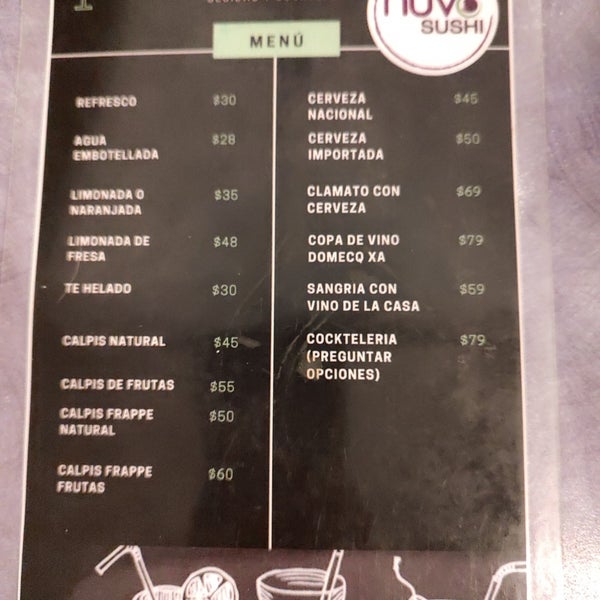 nuvo
SUSHI
MENÚ
REFRESCO $30
AGUA
EMBOTELLADA $28
LIMONADA O
NARANJADA $35
LIMONADA DE
FRESA $48
TE HELADO $30
CALPIS NATURAL $45
CALPIS DE FRUTAS $55
CALPIS FRAPPE
NATURAL $50
CALPIS FRAPPE
FRUTAS $60
CERVEZA
NACIONAL $45
CERVEZA
IMPORTADA $50
CLAMATO CON
CERVEZA $69
COPA DE VINO
DOMECQ XA $79
SANGRIA CON
VINO DE LA CASA $59
COCKTELERIA
(PREGUNTAR
OPCIONES) $79